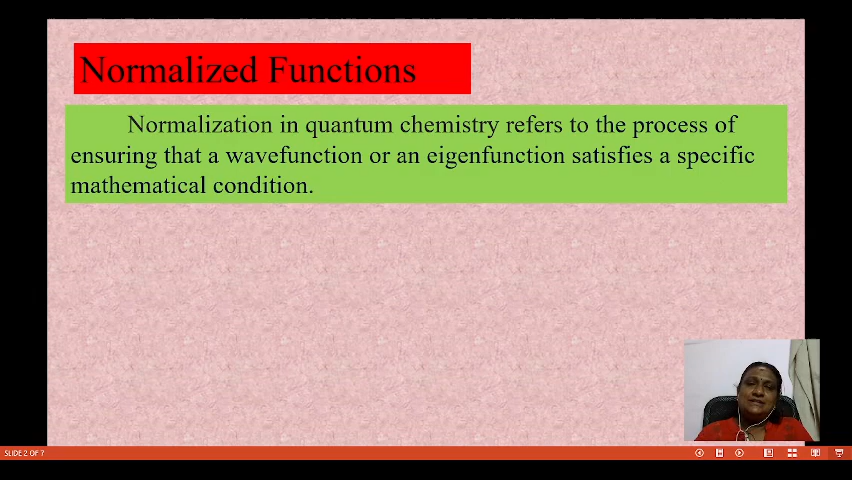 Normalized Functions
Normalization in quantum chemistry refers to the process of
ensuring that a wavefunction or an eigenfunction satisfies a specific
mathematical condition.
SLIDE 2 OF 7